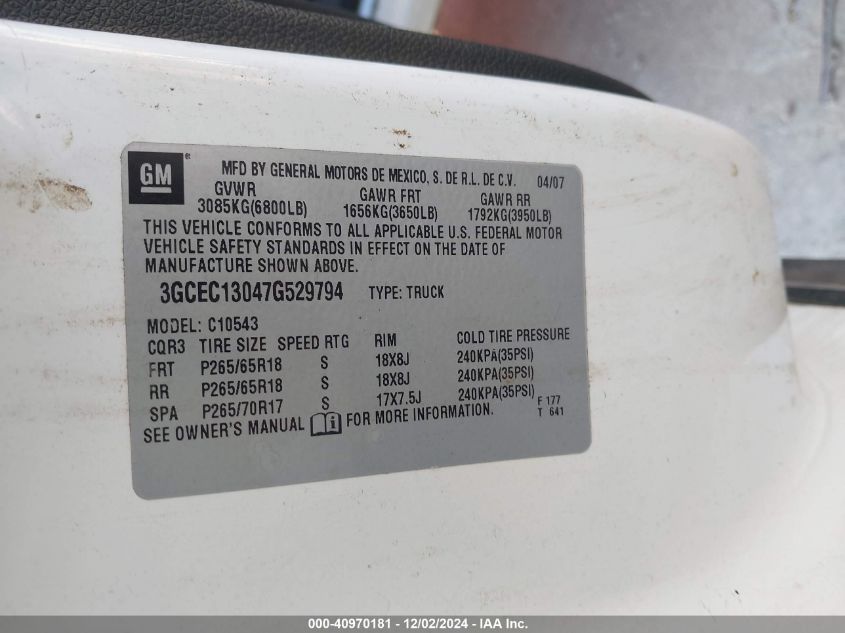 GM ® MFD BY GENERAL MOTORS DE MEXICO, S. DE R.L. DE C.V. 04/07
GVWR GAWR FRT GAWR RR
3085KG(6800LB) 1656KG(3650LB) 1792KG(3950LB)
THIS VEHICLE CONFORMS TO ALL APPLICABLE U.S. FEDERAL MOTOR
VEHICLE SAFETY STANDARDS IN EFFECT ON THE DATE OF
MANUFACTURE SHOWN ABOVE.
3GCEC13047G529794 TYPE: TRUCK
MODEL: C10543
CQR3 TIRE SIZE SPEED RTG RIM COLD TIRE PRESSURE
FRT P265/65R18 S 18X8J 240KPA(35PSI)
RR P265/65R18 S 18X8J 240KPA(35PSI)
SPA P265/70R17 S 17X7.5J 240KPA(35PSI) F 177
SEE OWNER'S MANUAL FOR MORE INFORMATION. T 641
000-40970181 - 12/02/2024 - IAA Inc.